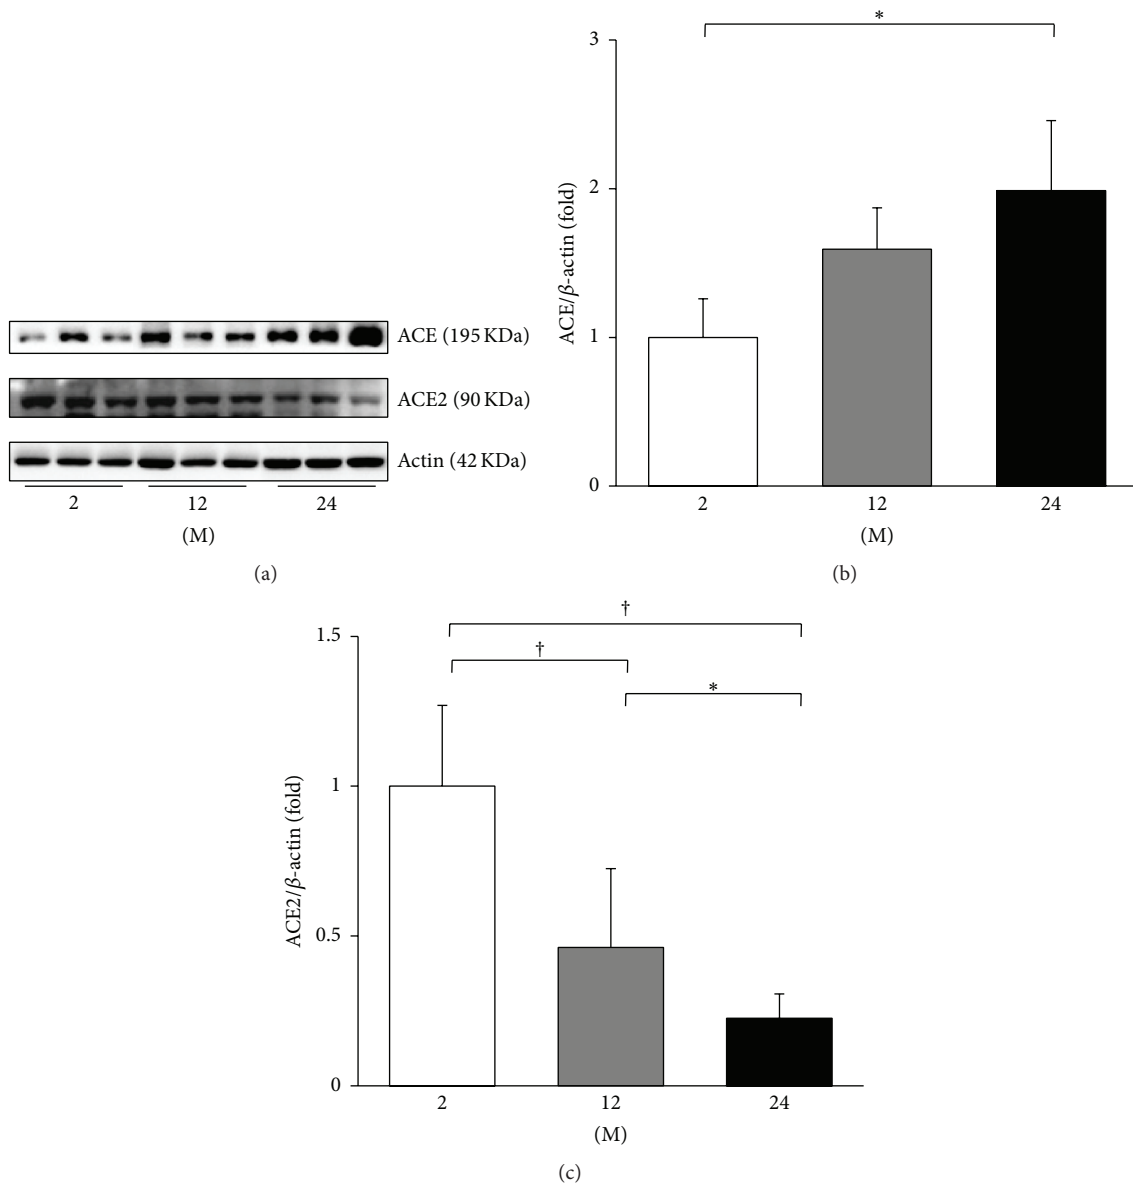 ACE (195 KDa)
ACE2 (90 KDa)
Actin (42 KDa)
2 12 24
(M)
(a)
*
3
2
1
0
ACE/β-actin (fold)
2 12 24
(M)
(b)
†
†
*
1.5
1
0.5
0
ACE2/β-actin (fold)
2 12 24
(M)
(c)